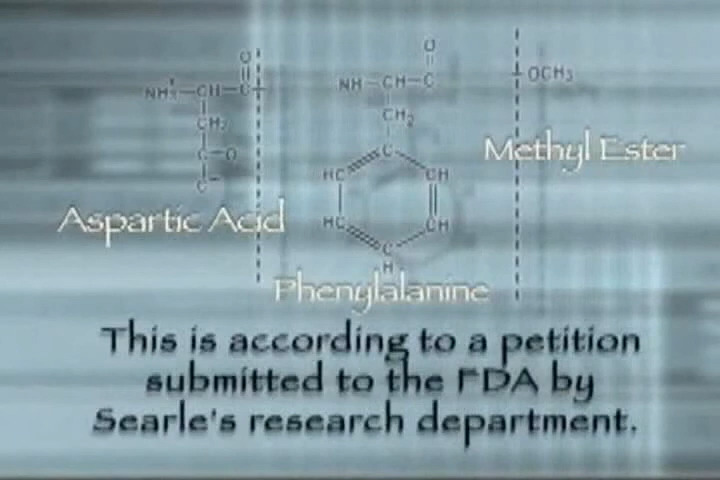 O
O
NH₃⁺—CH—C
NH—CH—C
OCH₃
CH₂
CH₂
C—O
C
HC
CH
HC
CH
C
H
Methyl Ester
Aspartic Acid
Phenylalanine
This is according to a petition
submitted to the FDA by
Searle's research department.